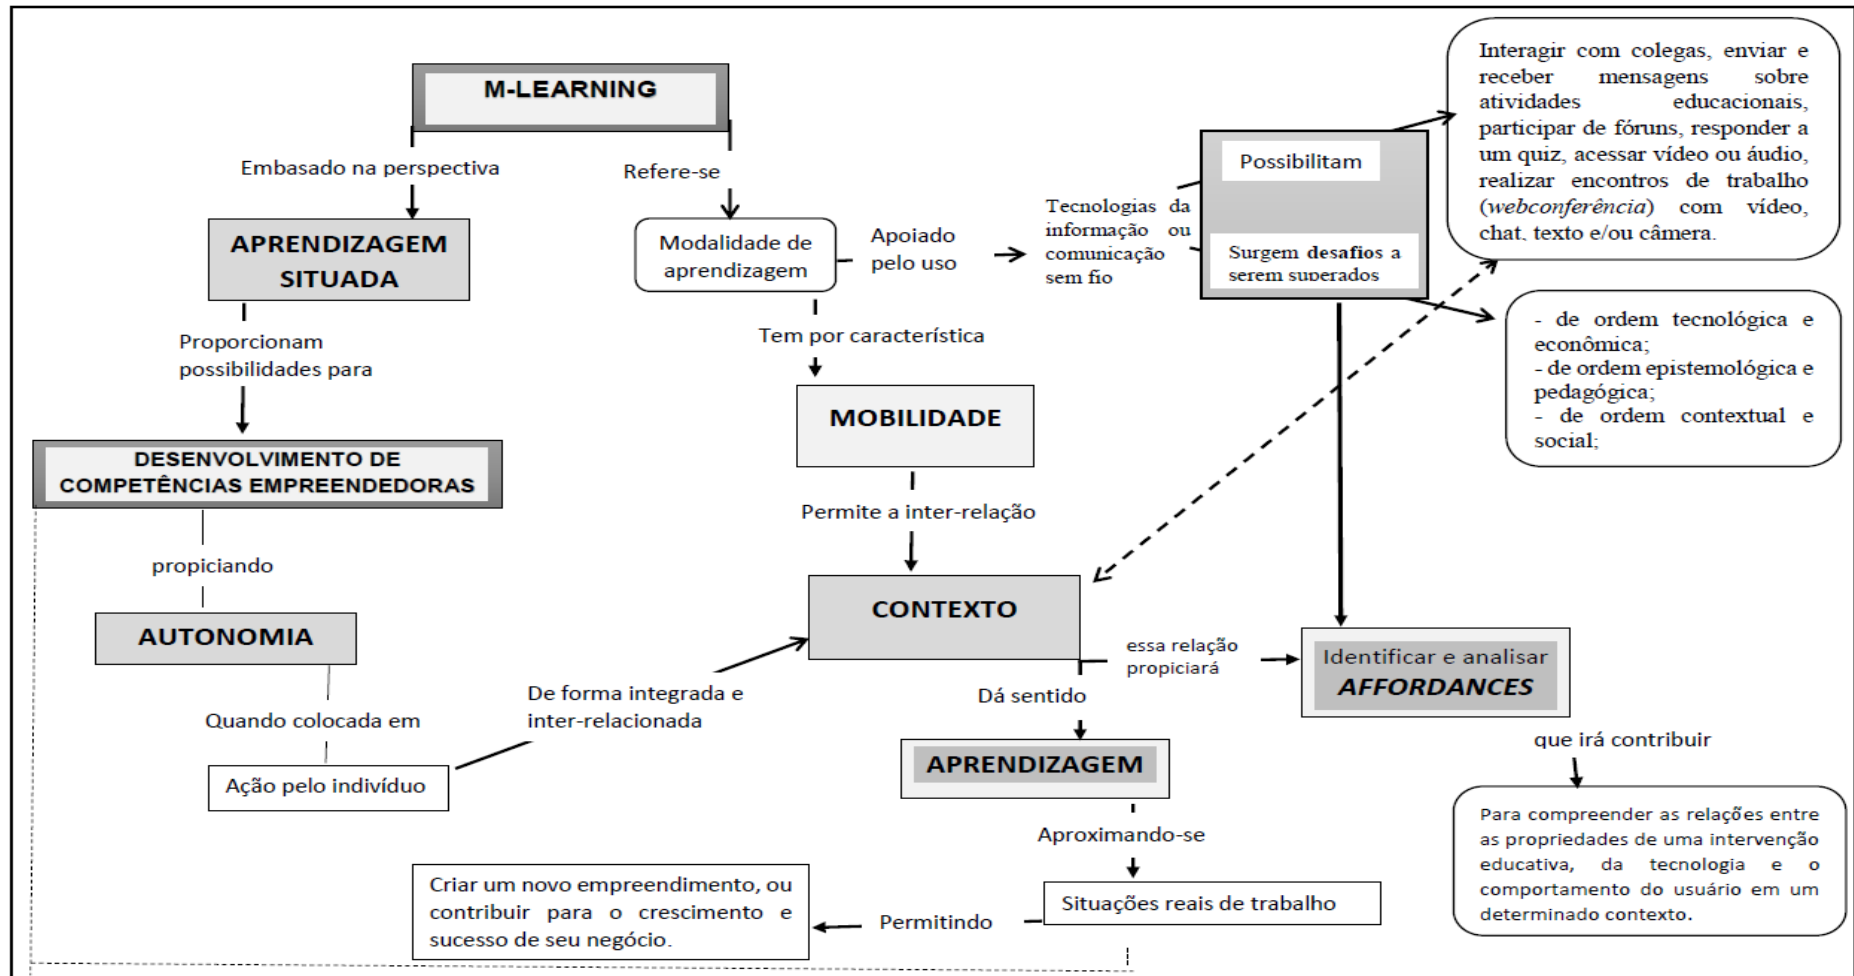 M-LEARNING
Embasado na perspectiva
Refere-se
APRENDIZAGEM
SITUADA
Modalidade de
aprendizagem
Apoiado
pelo uso
Tecnologias da
informação ou
comunicação
sem fio
Possibilitam
Surgem desafios a
serem superados
Interagir com colegas, enviar e
receber mensagens sobre
atividades educacionais,
participar de fóruns, responder a
um quiz, acessar vídeo ou áudio,
realizar encontros de trabalho
(webconferência) com vídeo,
chat, texto e/ou câmera.
- de ordem tecnológica e
econômica;
- de ordem epistemológica e
pedagógica;
- de ordem contextual e
social;
Proporcionam
possibilidades para
Tem por característica
MOBILIDADE
DESENVOLVIMENTO DE
COMPETÊNCIAS EMPREENDEDORAS
Permite a inter-relação
propiciando
CONTEXTO
AUTONOMIA
essa relação
propiciará
Identificar e analisar
AFFORDANCES
De forma integrada e
inter-relacionada
Dá sentido
Quando colocada em
que irá contribuir
Ação pelo indivíduo
APRENDIZAGEM
Aproximando-se
Para compreender as relações entre
as propriedades de uma intervenção
educativa, da tecnologia e o
comportamento do usuário em um
determinado contexto.
Criar um novo empreendimento, ou
contribuir para o crescimento e
sucesso de seu negócio.
Permitindo
Situações reais de trabalho